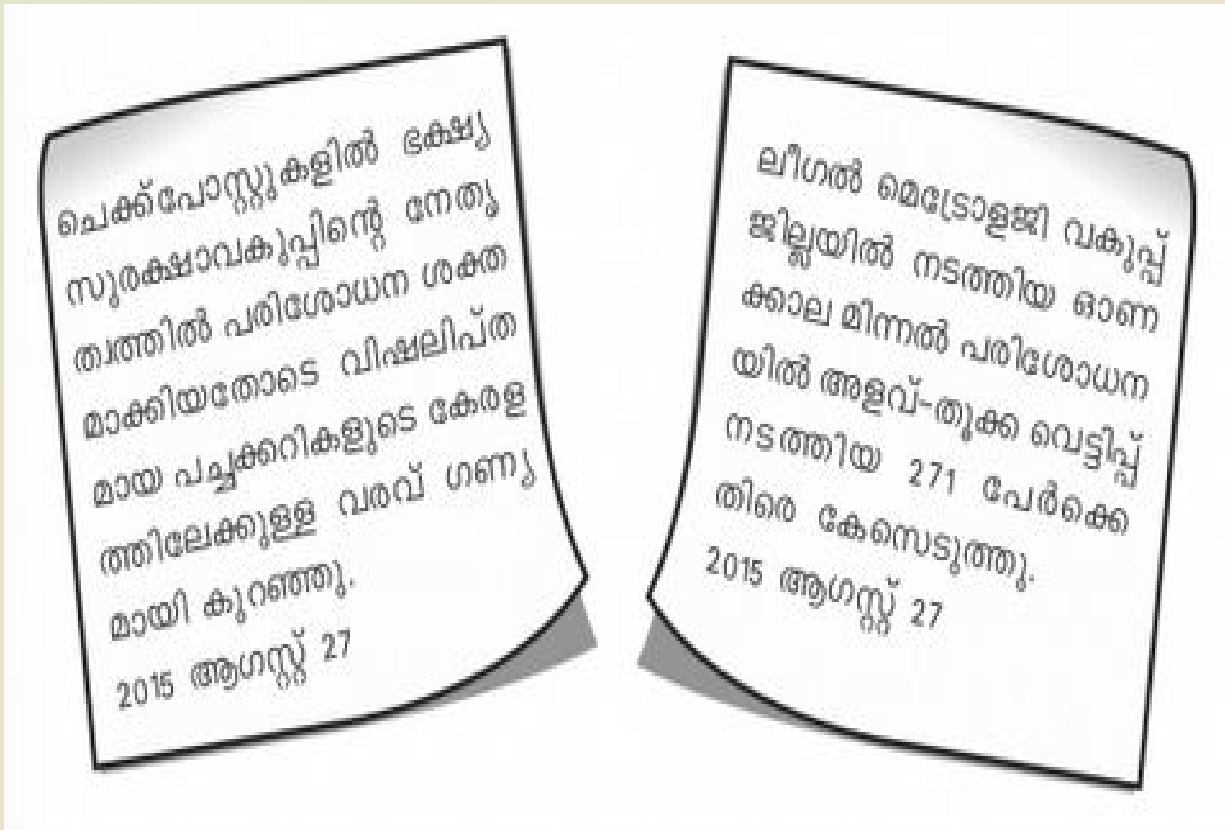 ചെക്ക്പോസ്റ്റുകളിൽ ഭക്ഷ്യ
സുരക്ഷാവകുപ്പിന്റെ നേതൃ
ത്വത്തിൽ പരിശോധന ശക്ത
മാക്കിയതോടെ വിഷലിപ്ത
മായ പച്ചക്കറികളുടെ കേരള
ത്തിലേക്കുള്ള വരവ് ഗണ്യ
മായി കുറഞ്ഞു.
2015 ആഗസ്റ്റ് 27
ലീഗൽ മെട്രോളജി വകുപ്പ്
ജില്ലയിൽ നടത്തിയ ഓണ
ക്കാല മിന്നൽ പരിശോധന
യിൽ അളവ്-തൂക്ക വെട്ടിപ്പ്
നടത്തിയ 271 പേർക്കെ
തിരെ കേസെടുത്തു.
2015 ആഗസ്റ്റ് 27